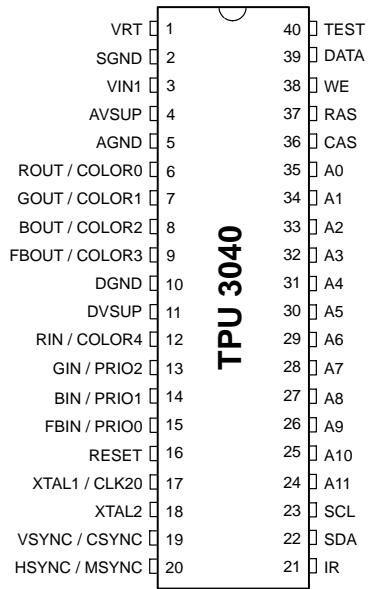 VRT 1 40 TEST
SGND 2 39 DATA
VIN1 3 38 WE
AVSUP 4 37 RAS
AGND 5 36 CAS
ROUT / COLOR0 6 35 A0
GOUT / COLOR1 7 34 A1
BOUT / COLOR2 8 33 A2
FBOUT / COLOR3 9 32 A3
DGND 10 31 A4
DVSUP 11 30 A5
RIN / COLOR4 12 29 A6
GIN / PRIO2 13 28 A7
BIN / PRIO1 14 27 A8
FBIN / PRIO0 15 26 A9
RESET 16 25 A10
XTAL1 / CLK20 17 24 A11
XTAL2 18 23 SCL
VSYNC / CSYNC 19 22 SDA
HSYNC / MSYNC 20 21 IR
TPU 3040